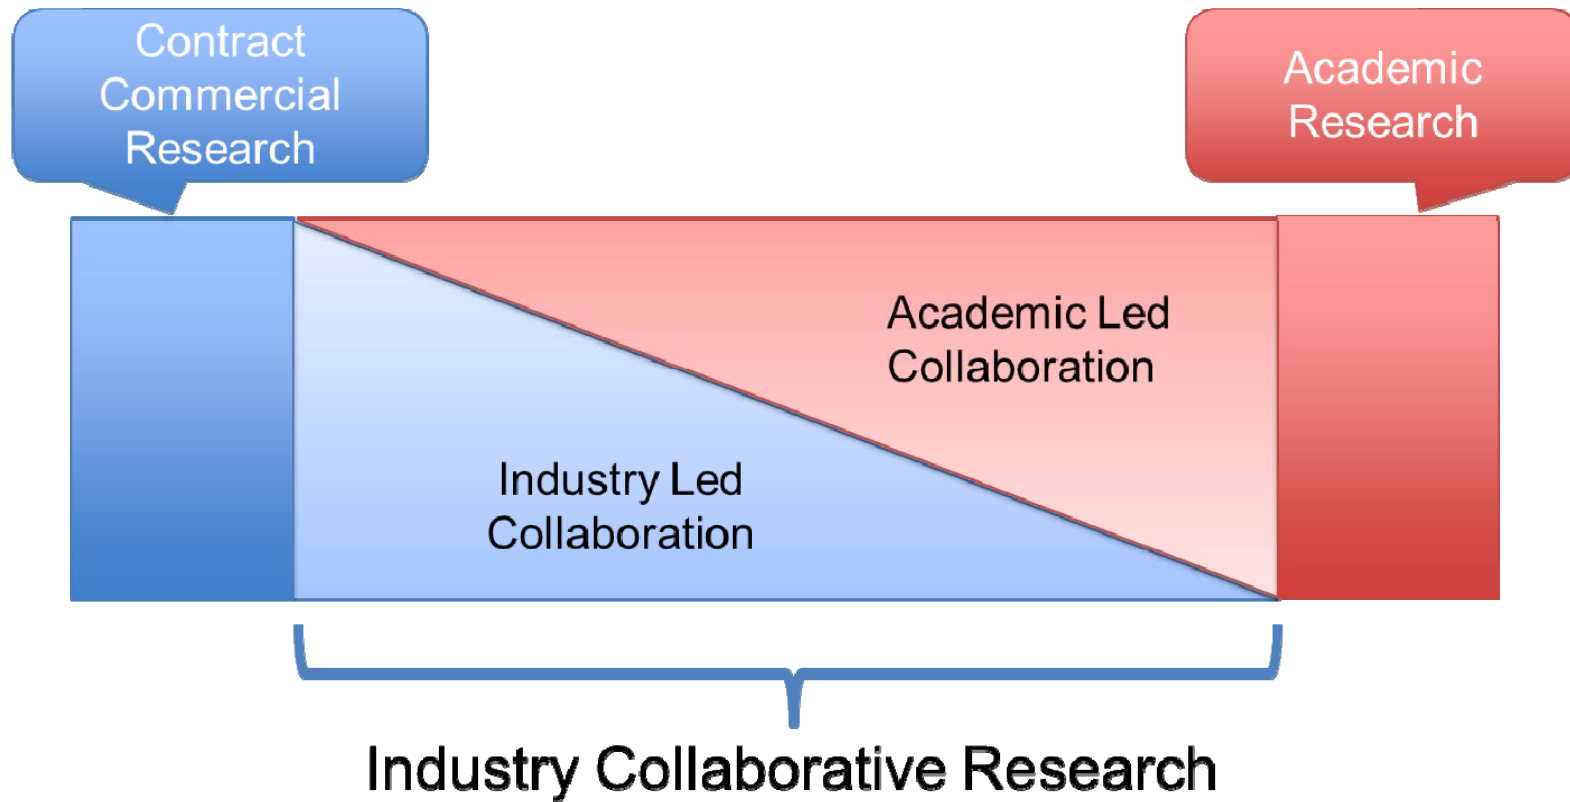 Contract
Commercial
Research
Academic
Research
Academic Led
Collaboration
Industry Led
Collaboration
Industry Collaborative Research